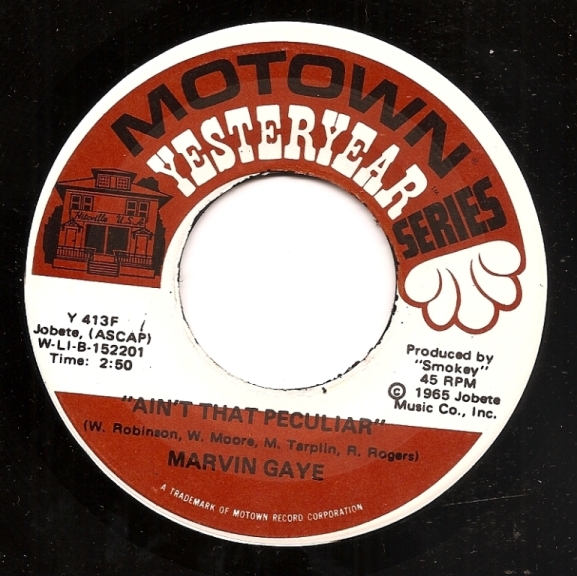 MOTOWN
YESTERYEAR
SERIES
Hitsville U.S.A.
Y 413F
Jobete, (ASCAP)
W-LI-B-152201
Time: 2:50
Produced by
"Smokey"
45 RPM
© 1965 Jobete
Music Co., Inc.
"AIN'T THAT PECULIAR"
(W. Robinson, W. Moore, M. Tarplin, R. Rogers)
MARVIN GAYE
A TRADEMARK OF MOTOWN RECORD CORPORATION